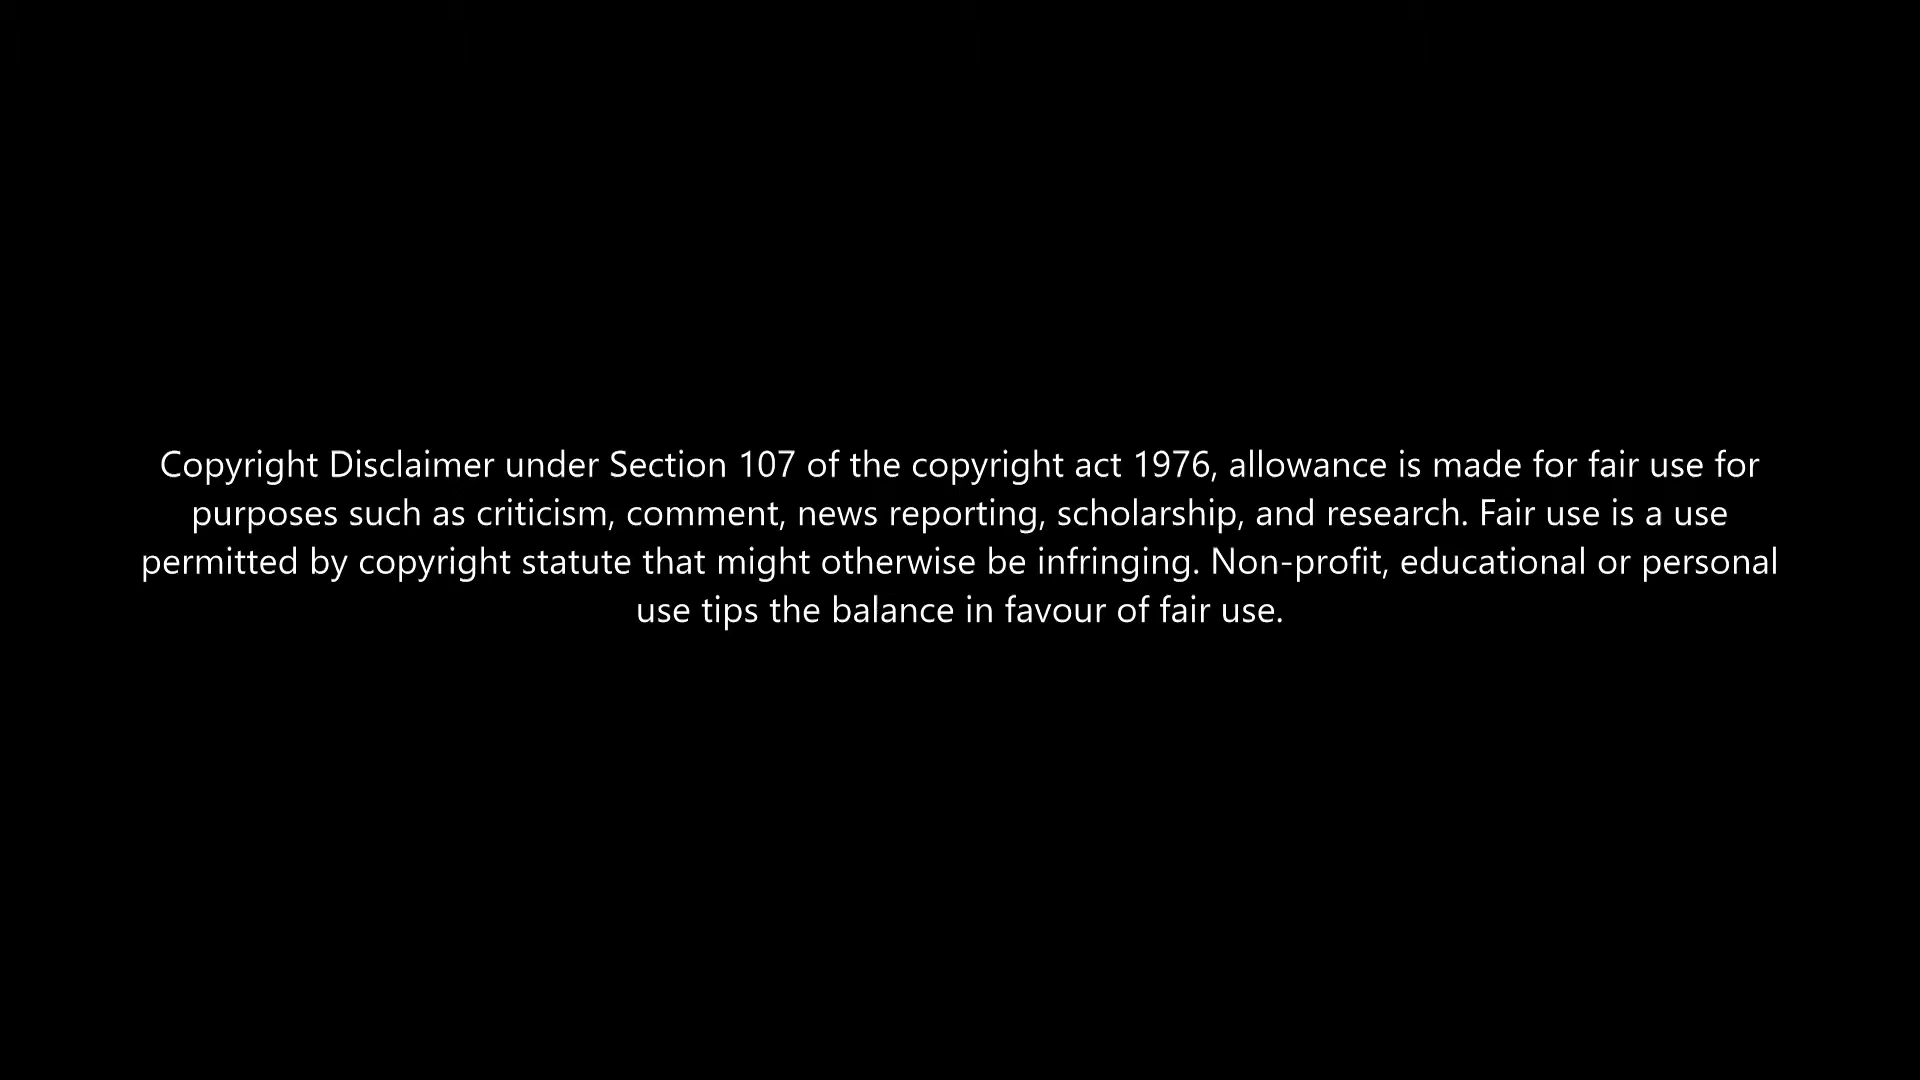 Copyright Disclaimer under Section 107 of the copyright act 1976, allowance is made for fair use for
purposes such as criticism, comment, news reporting, scholarship, and research. Fair use is a use
permitted by copyright statute that might otherwise be infringing. Non-profit, educational or personal
use tips the balance in favour of fair use.